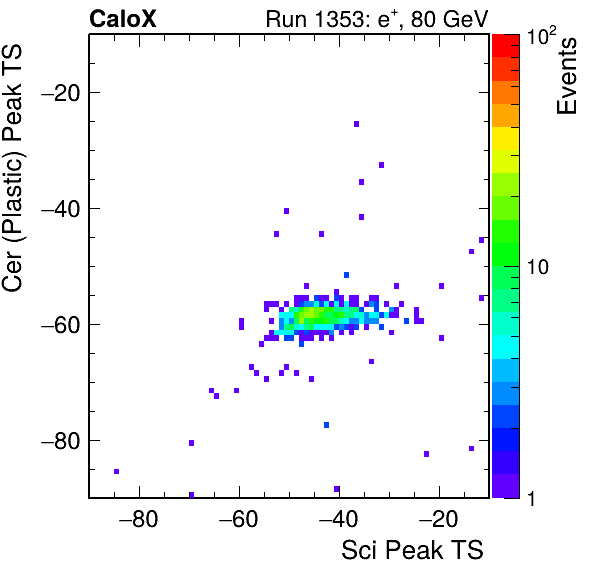 CaloX
Run 1353: e⁺, 80 GeV
Cer (Plastic) Peak TS
−20
−40
−60
−80
−80
−60
−40
−20
Sci Peak TS
10²
10
1
Events